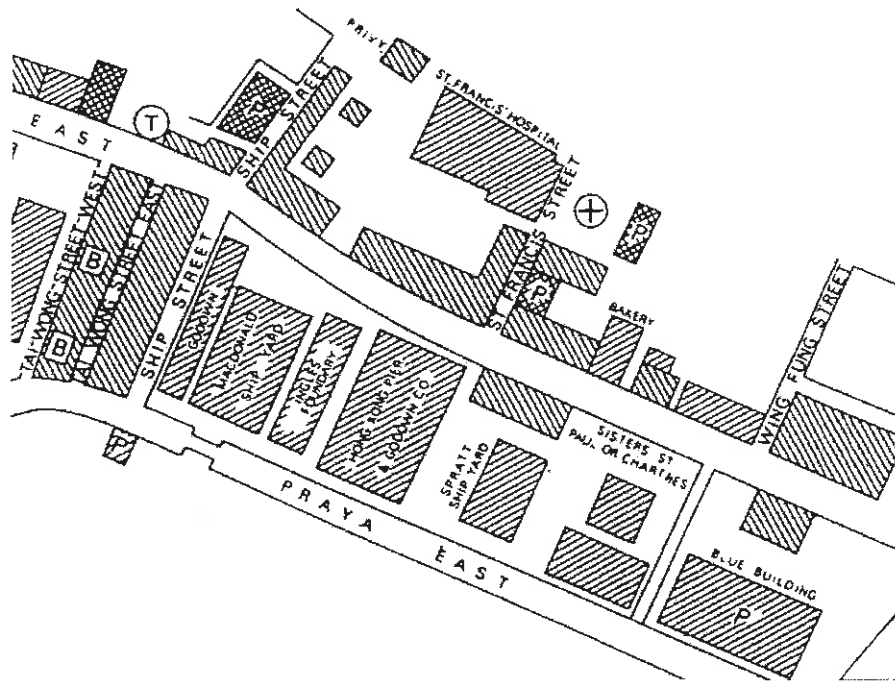 PRIVY
ST. FRANCIS' HOSPITAL
P
SHIP STREET
EAST
T
STREET
ST FRANCIS
P
P
BAKERY
WING FUNG STREET
TAI WONG STREET WEST
B
B
TAI WONG STREET EAST
SHIP STREET
GODOWN
MACDONALD
SHIP YARD
INGLES
FOUNDRY
HONG KONG PIER
& GODOWN CO.
SPRATT
SHIP YARD
SISTERS ST
PAUL OR CHARTRES
P
PRAYA EAST
BLUE BUILDING
P